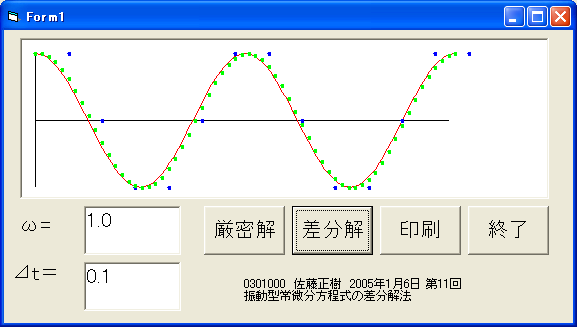 Form1
ω=
1.0
厳密解
差分解
印刷
終了
⊿t=
0.1
0301000 佐藤正樹 2005年1月6日 第11回
振動型常微分方程式の差分解法